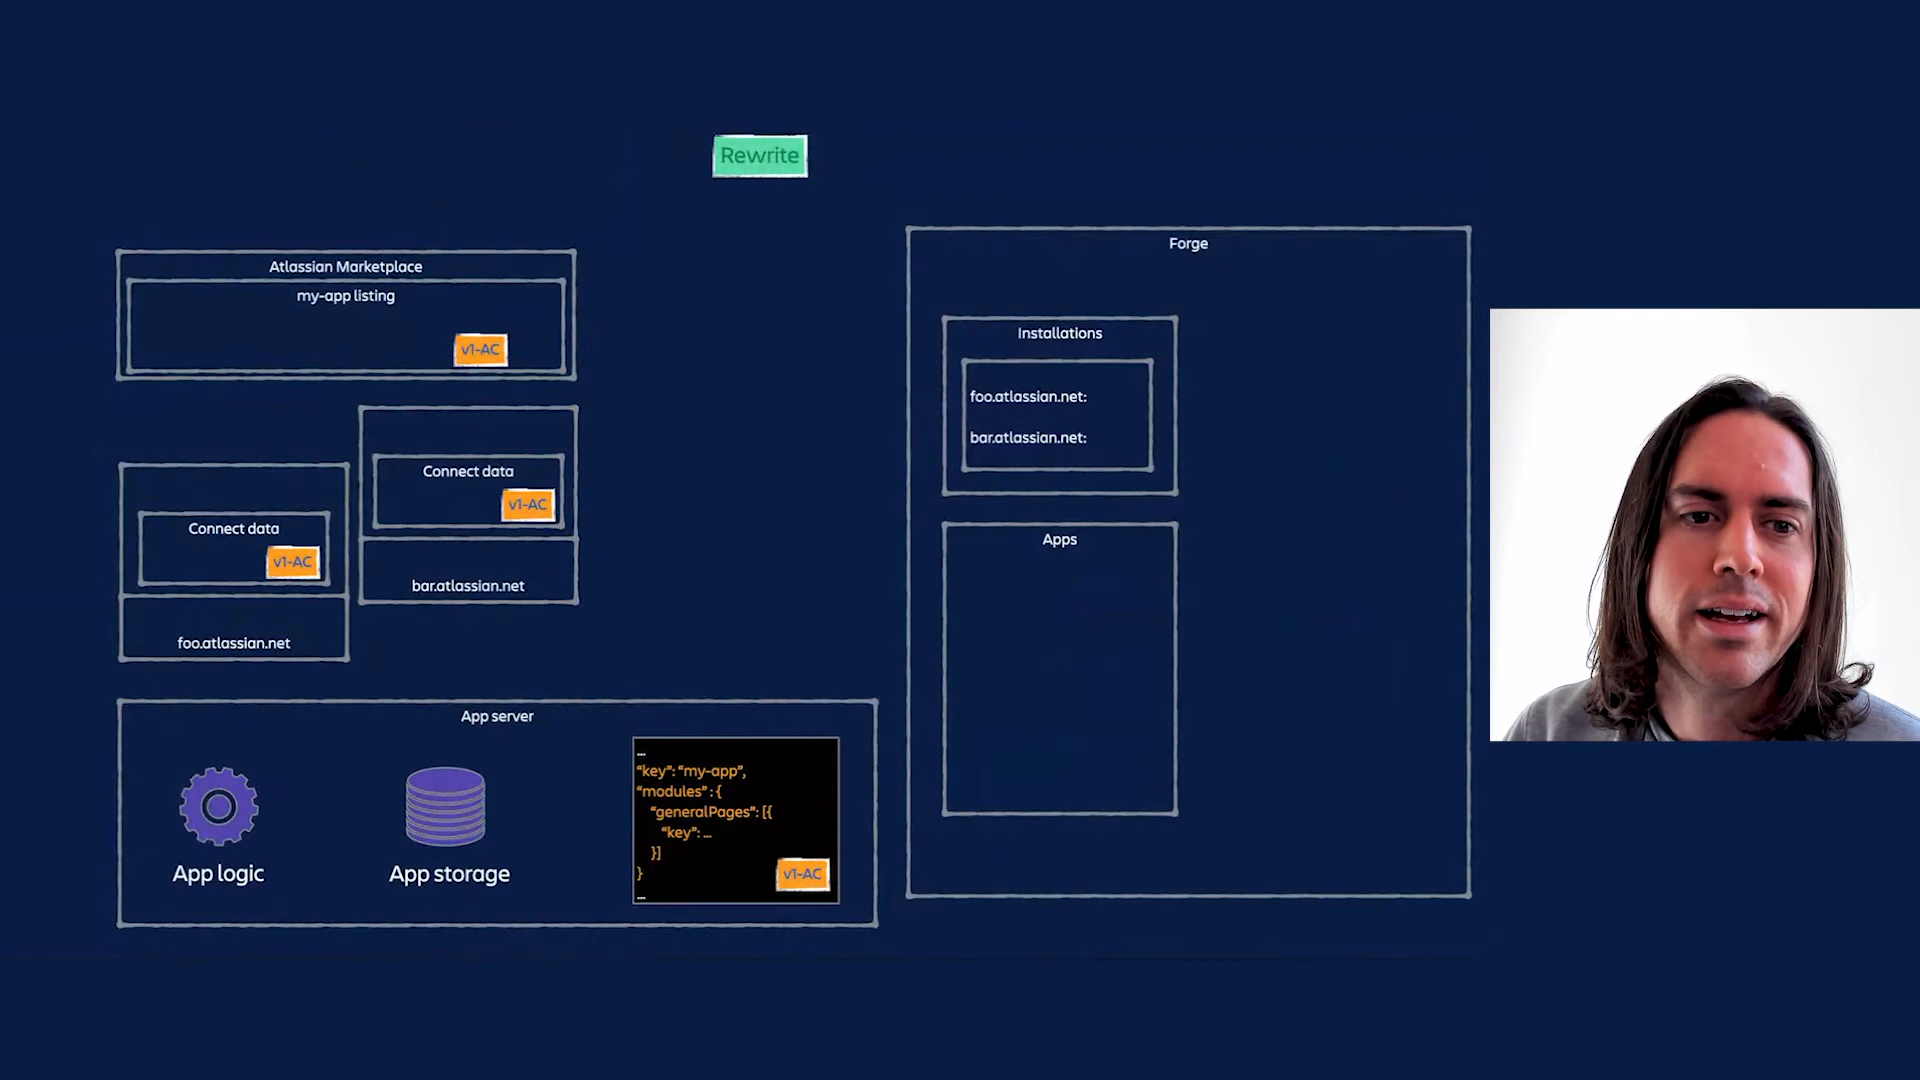 Rewrite
Atlassian Marketplace
my-app listing
v1-AC
Connect data
v1-AC
bar.atlassian.net
Connect data
v1-AC
foo.atlassian.net
App server
App logic
App storage
...
“key”: “my-app”,
“modules” : {
“generalPages”: [{
“key”: ...
}]
}
...
v1-AC
Forge
Installations
foo.atlassian.net:
bar.atlassian.net:
Apps